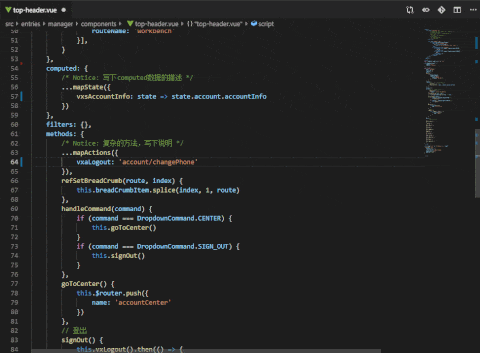 top-header.vue
src › entries › manager › components › top-header.vue › {} "top-header.vue" › script
50 routeName: 'workbench'
51 }],
52 }
53 },
54 computed: {
55 /* Notice: 写下computed数据的描述 */
56 ...mapState({
57 vxsAccountInfo: state => state.account.accountInfo
58 })
59 },
60 filters: {},
61 methods: {
62 /* Notice: 复杂的方法，写下说明 */
63 ...mapActions({
64 vxaLogout: 'account/changePhone'
65 }),
66 refSetBreadCrumb(route, index) {
67 this.breadCrumbItem.splice(index, 1, route)
68 },
69 handleCommand(command) {
70 if (command === DropdownCommand.CENTER) {
71 this.goToCenter()
72 }
73 if (command === DropdownCommand.SIGN_OUT) {
74 this.signOut()
75 }
76 },
77 goToCenter() {
78 this.$router.push({
79 name: 'accountCenter'
80 })
81 },
82 // 登出
83 signOut() {
84 this.vxaLogout().then(() => {